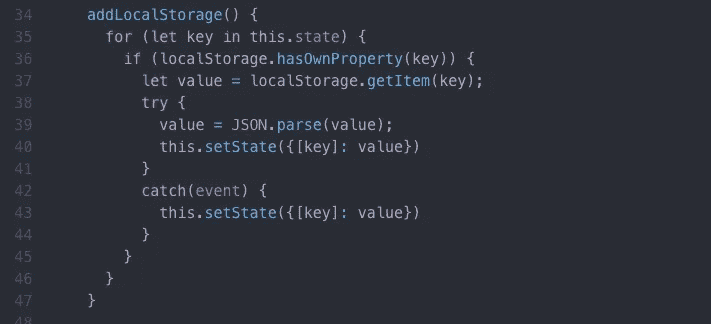 34 addLocalStorage() {
35 for (let key in this.state) {
36 if (localStorage.hasOwnProperty(key)) {
37 let value = localStorage.getItem(key);
38 try {
39 value = JSON.parse(value);
40 this.setState({[key]: value})
41 }
42 catch(event) {
43 this.setState({[key]: value})
44 }
45 }
46 }
47 }
48